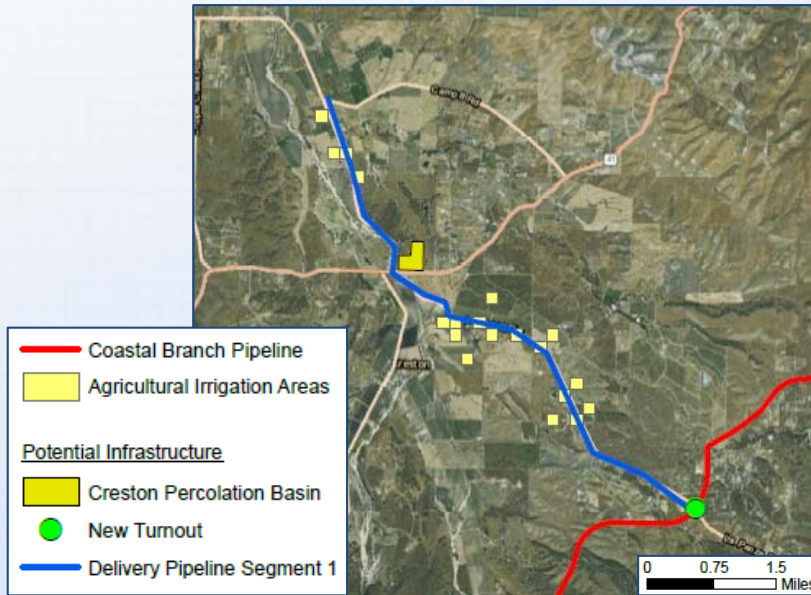 Camp 8 Rd
41
Coastal Branch Pipeline
Agricultural Irrigation Areas
Potential Infrastructure
Creston Percolation Basin
New Turnout
Delivery Pipeline Segment 1
0 0.75 1.5
Miles